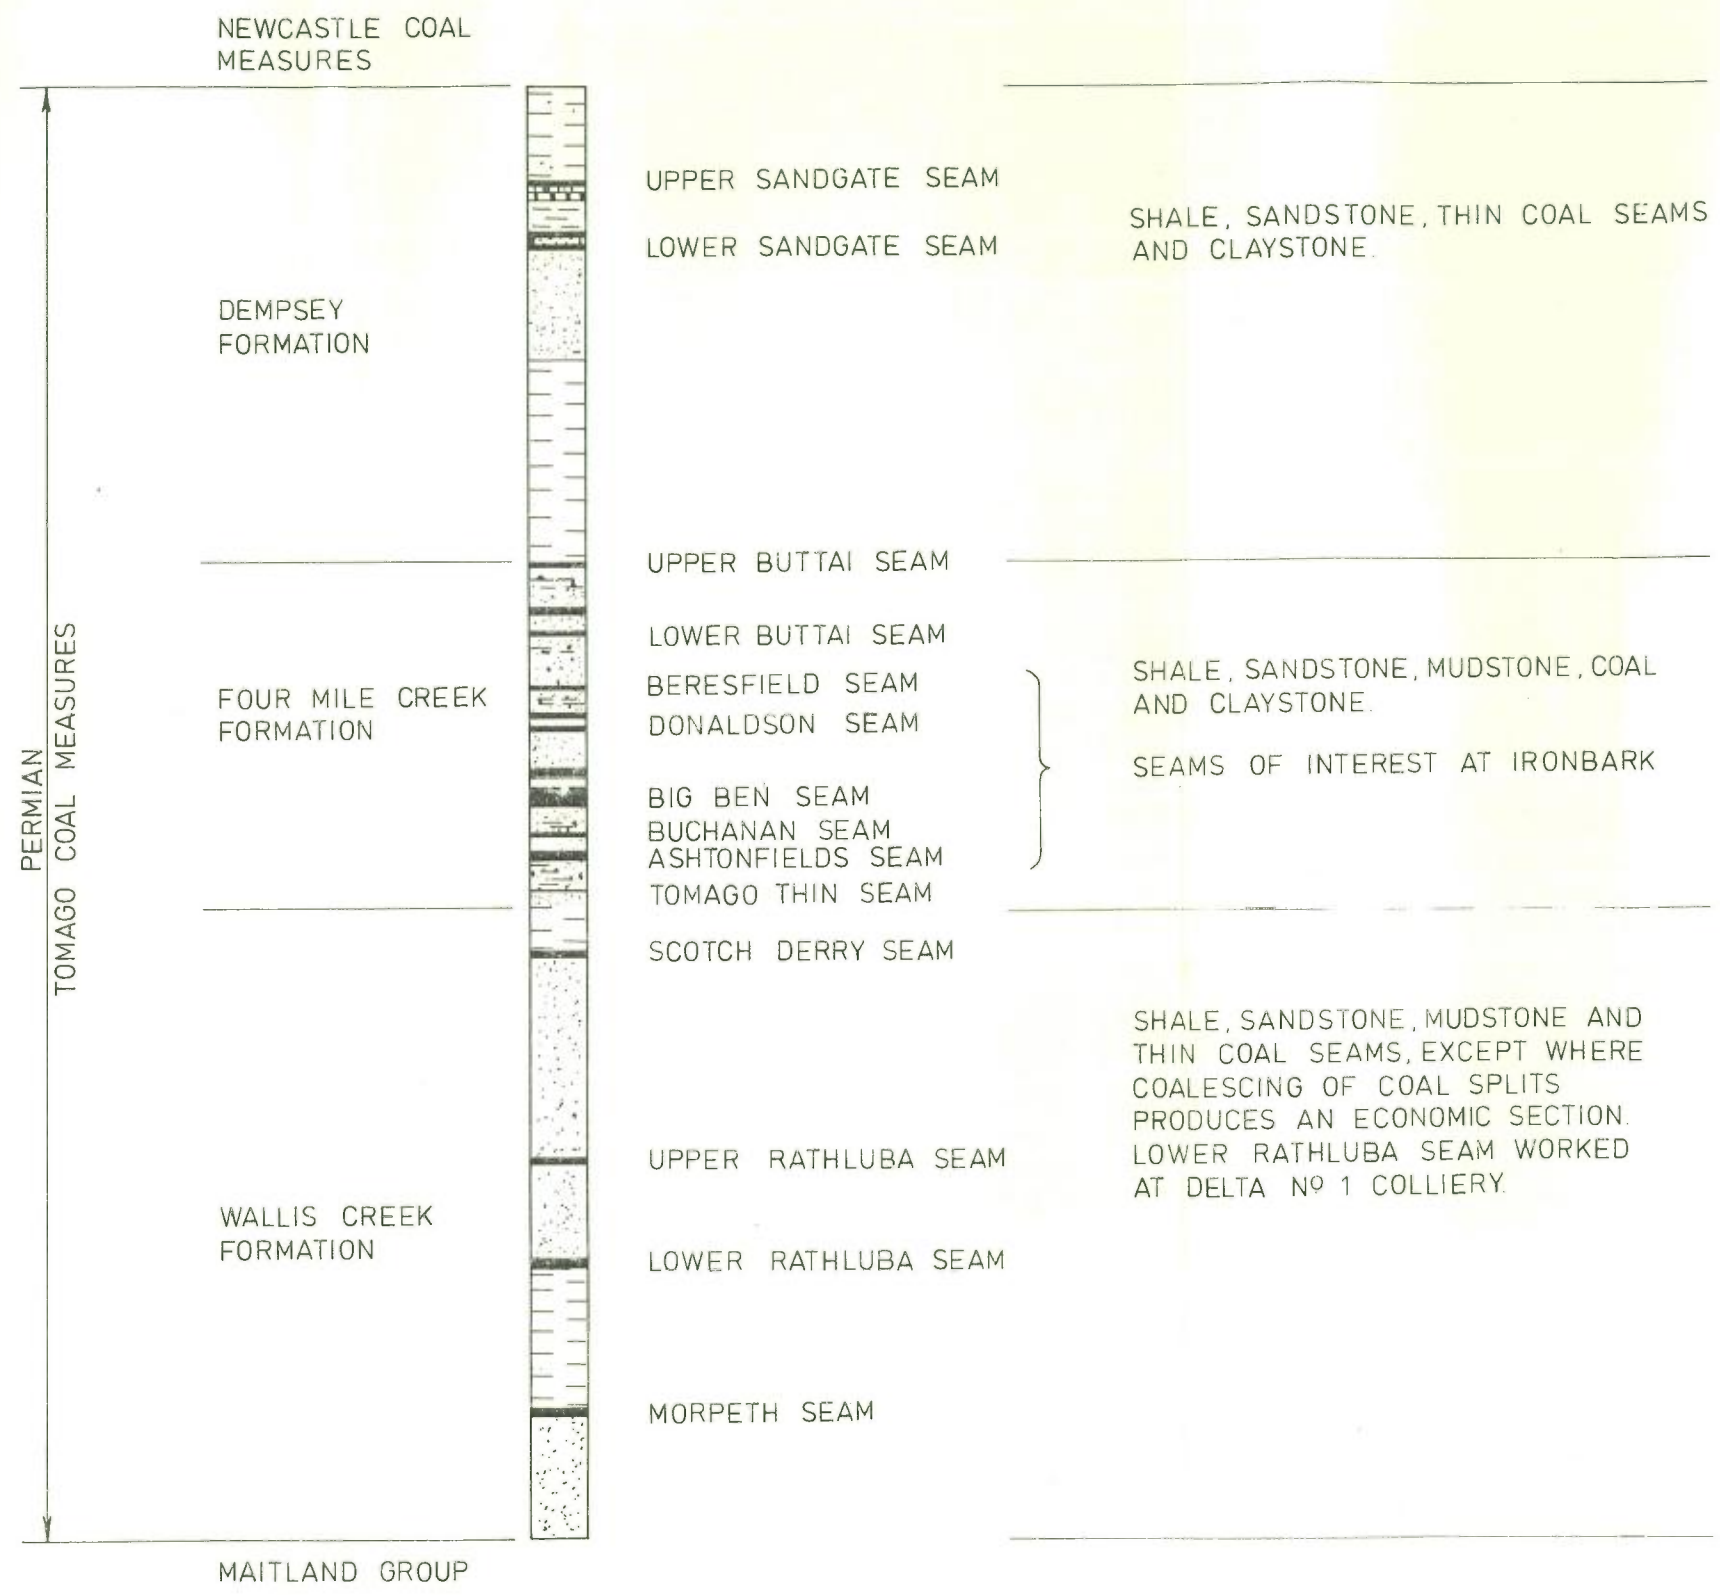 NEWCASTLE COAL
MEASURES
UPPER SANDGATE SEAM
LOWER SANDGATE SEAM
SHALE, SANDSTONE, THIN COAL SEAMS
AND CLAYSTONE.
DEMPSEY
FORMATION
UPPER BUTTAI SEAM
LOWER BUTTAI SEAM
BERESFIELD SEAM
DONALDSON SEAM
BIG BEN SEAM
BUCHANAN SEAM
ASHTONFIELDS SEAM
TOMAGO THIN SEAM
FOUR MILE CREEK
FORMATION
SHALE, SANDSTONE, MUDSTONE, COAL
AND CLAYSTONE.
SEAMS OF INTEREST AT IRONBARK
PERMIAN
TOMAGO COAL MEASURES
SCOTCH DERRY SEAM
UPPER RATHLUBA SEAM
LOWER RATHLUBA SEAM
MORPETH SEAM
SHALE, SANDSTONE, MUDSTONE AND
THIN COAL SEAMS, EXCEPT WHERE
COALESCING OF COAL SPLITS
PRODUCES AN ECONOMIC SECTION.
LOWER RATHLUBA SEAM WORKED
AT DELTA Nº 1 COLLIERY.
WALLIS CREEK
FORMATION
MAITLAND GROUP